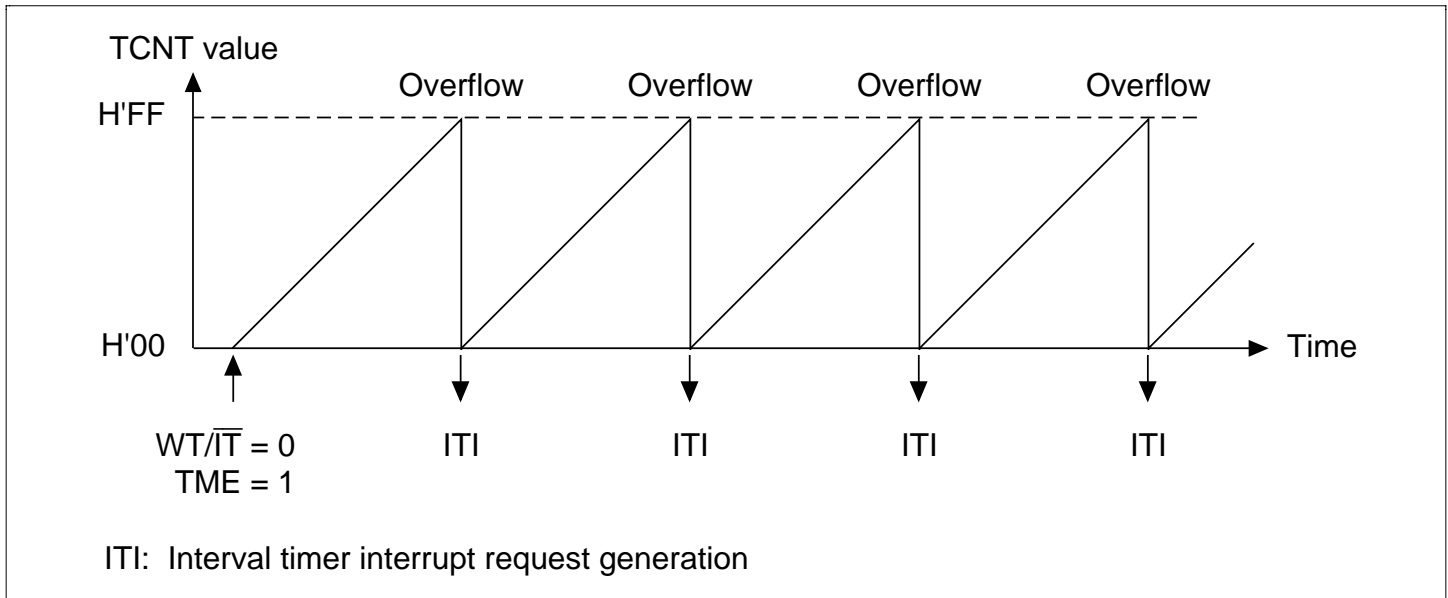 TCNT value
Overflow Overflow Overflow Overflow
H'FF
H'00
Time
WT/I̅T̅ = 0
TME = 1
ITI ITI ITI ITI
ITI: Interval timer interrupt request generation